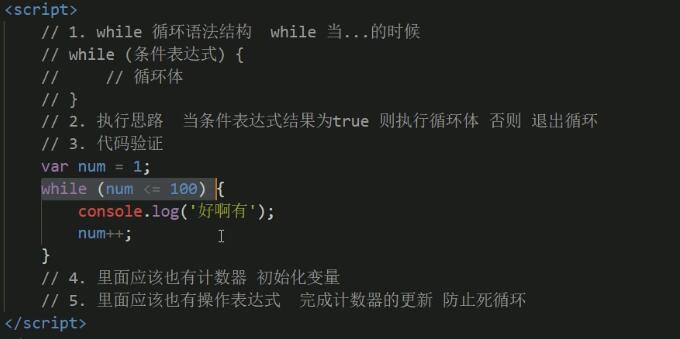 <script>
// 1. while 循环语法结构  while 当...的时候
// while (条件表达式) {
//     // 循环体
// }
// 2. 执行思路  当条件表达式结果为true 则执行循环体 否则 退出循环
// 3. 代码验证
var num = 1;
while (num <= 100) {
console.log('好啊有');
num++;
}
// 4. 里面应该也有计数器 初始化变量
// 5. 里面应该也有操作表达式  完成计数器的更新 防止死循环
</script>